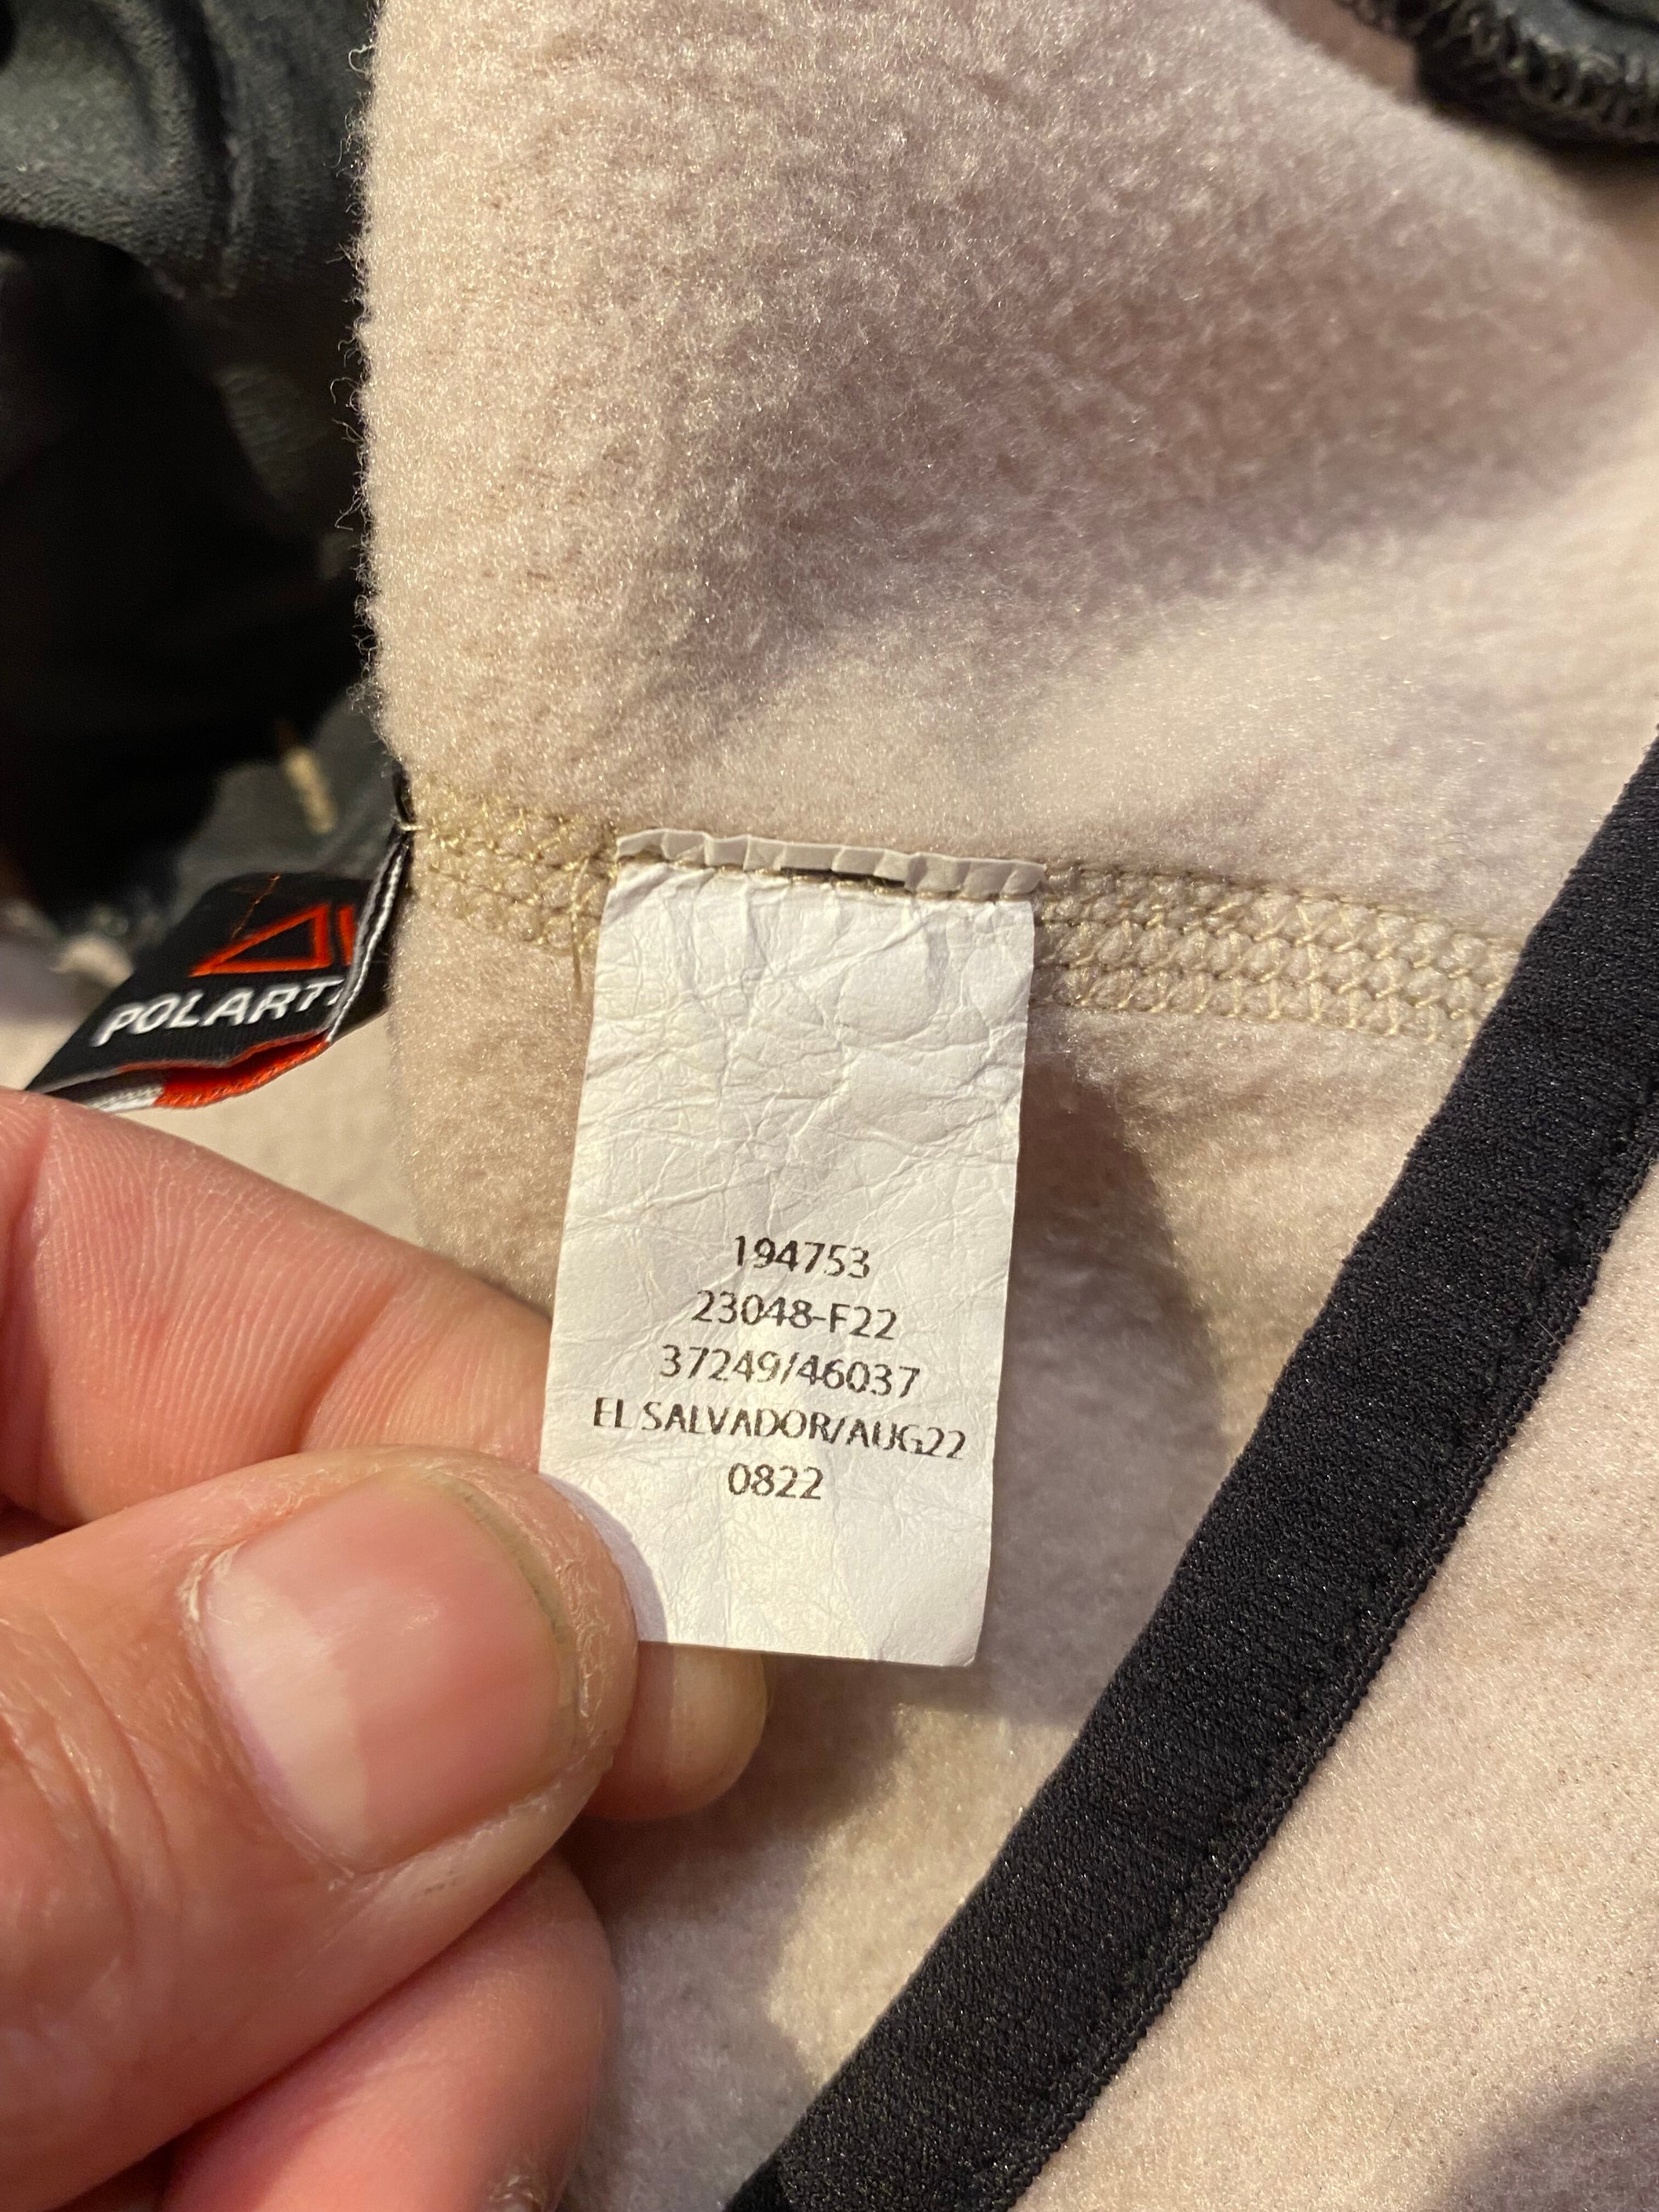 POLART
194753
23048-F22
37249/46037
EL SALVADOR/AUG22
0822